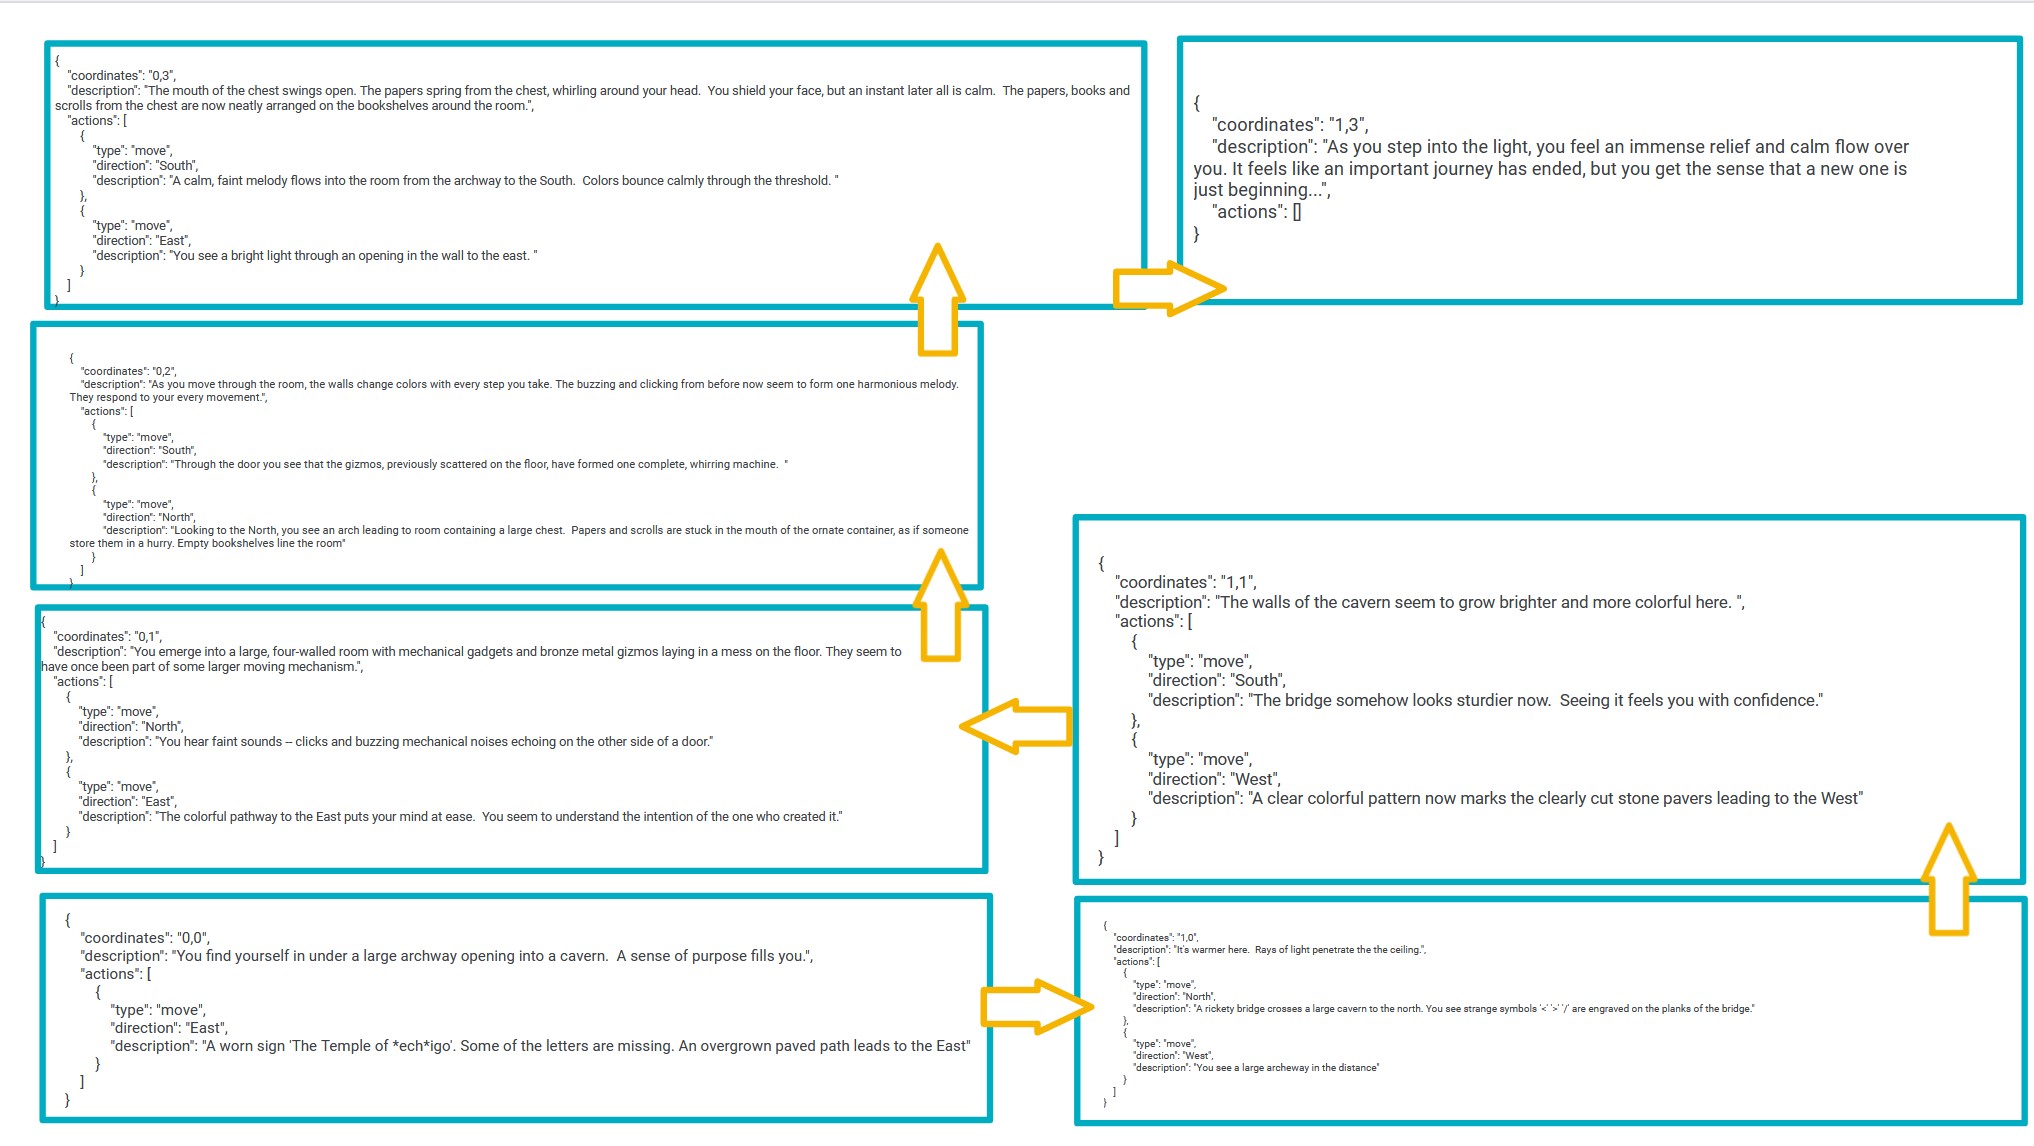 {
"coordinates": "0,3",
"description": "The mouth of the chest swings open. The papers spring from the chest, whirling around your head.  You shield your face, but an instant later all is calm.  The papers, books and
scrolls from the chest are now neatly arranged on the bookshelves around the room.",
"actions": [
{
"type": "move",
"direction": "South",
"description": "A calm, faint melody flows into the room from the archway to the South.  Colors bounce calmly through the threshold. "
},
{
"type": "move",
"direction": "East",
"description": "You see a bright light through an opening in the wall to the east. "
}
]
}
{
"coordinates": "1,3",
"description": "As you step into the light, you feel an immense relief and calm flow over
you. It feels like an important journey has ended, but you get the sense that a new one is
just beginning...",
"actions": []
}
{
"coordinates": "0,2",
"description": "As you move through the room, the walls change colors with every step you take. The buzzing and clicking from before now seem to form one harmonious melody.
They respond to your every movement.",
"actions": [
{
"type": "move",
"direction": "South",
"description": "Through the door you see that the gizmos, previously scattered on the floor, have formed one complete, whirring machine.  "
},
{
"type": "move",
"direction": "North",
"description": "Looking to the North, you see an arch leading to room containing a large chest.  Papers and scrolls are stuck in the mouth of the ornate container, as if someone
store them in a hurry. Empty bookshelves line the room"
}
]
}
{
"coordinates": "0,1",
"description": "You emerge into a large, four-walled room with mechanical gadgets and bronze metal gizmos laying in a mess on the floor. They seem to
have once been part of some larger moving mechanism.",
"actions": [
{
"type": "move",
"direction": "North",
"description": "You hear faint sounds -- clicks and buzzing mechanical noises echoing on the other side of a door."
},
{
"type": "move",
"direction": "East",
"description": "The colorful pathway to the East puts your mind at ease.  You seem to understand the intention of the one who created it."
}
]
}
{
"coordinates": "1,1",
"description": "The walls of the cavern seem to grow brighter and more colorful here. ",
"actions": [
{
"type": "move",
"direction": "South",
"description": "The bridge somehow looks sturdier now.  Seeing it feels you with confidence."
},
{
"type": "move",
"direction": "West",
"description": "A clear colorful pattern now marks the clearly cut stone pavers leading to the West"
}
]
}
{
"coordinates": "0,0",
"description": "You find yourself in under a large archway opening into a cavern.  A sense of purpose fills you.",
"actions": [
{
"type": "move",
"direction": "East",
"description": "A worn sign 'The Temple of *ech*igo'. Some of the letters are missing. An overgrown paved path leads to the East"
}
]
}
{
"coordinates": "1,0",
"description": "It's warmer here.  Rays of light penetrate the the ceiling.",
"actions": [
{
"type": "move",
"direction": "North",
"description": "A rickety bridge crosses a large cavern to the north. You see strange symbols '<' '>' '/' are engraved on the planks of the bridge."
},
{
"type": "move",
"direction": "West",
"description": "You see a large archeway in the distance"
}
]
}